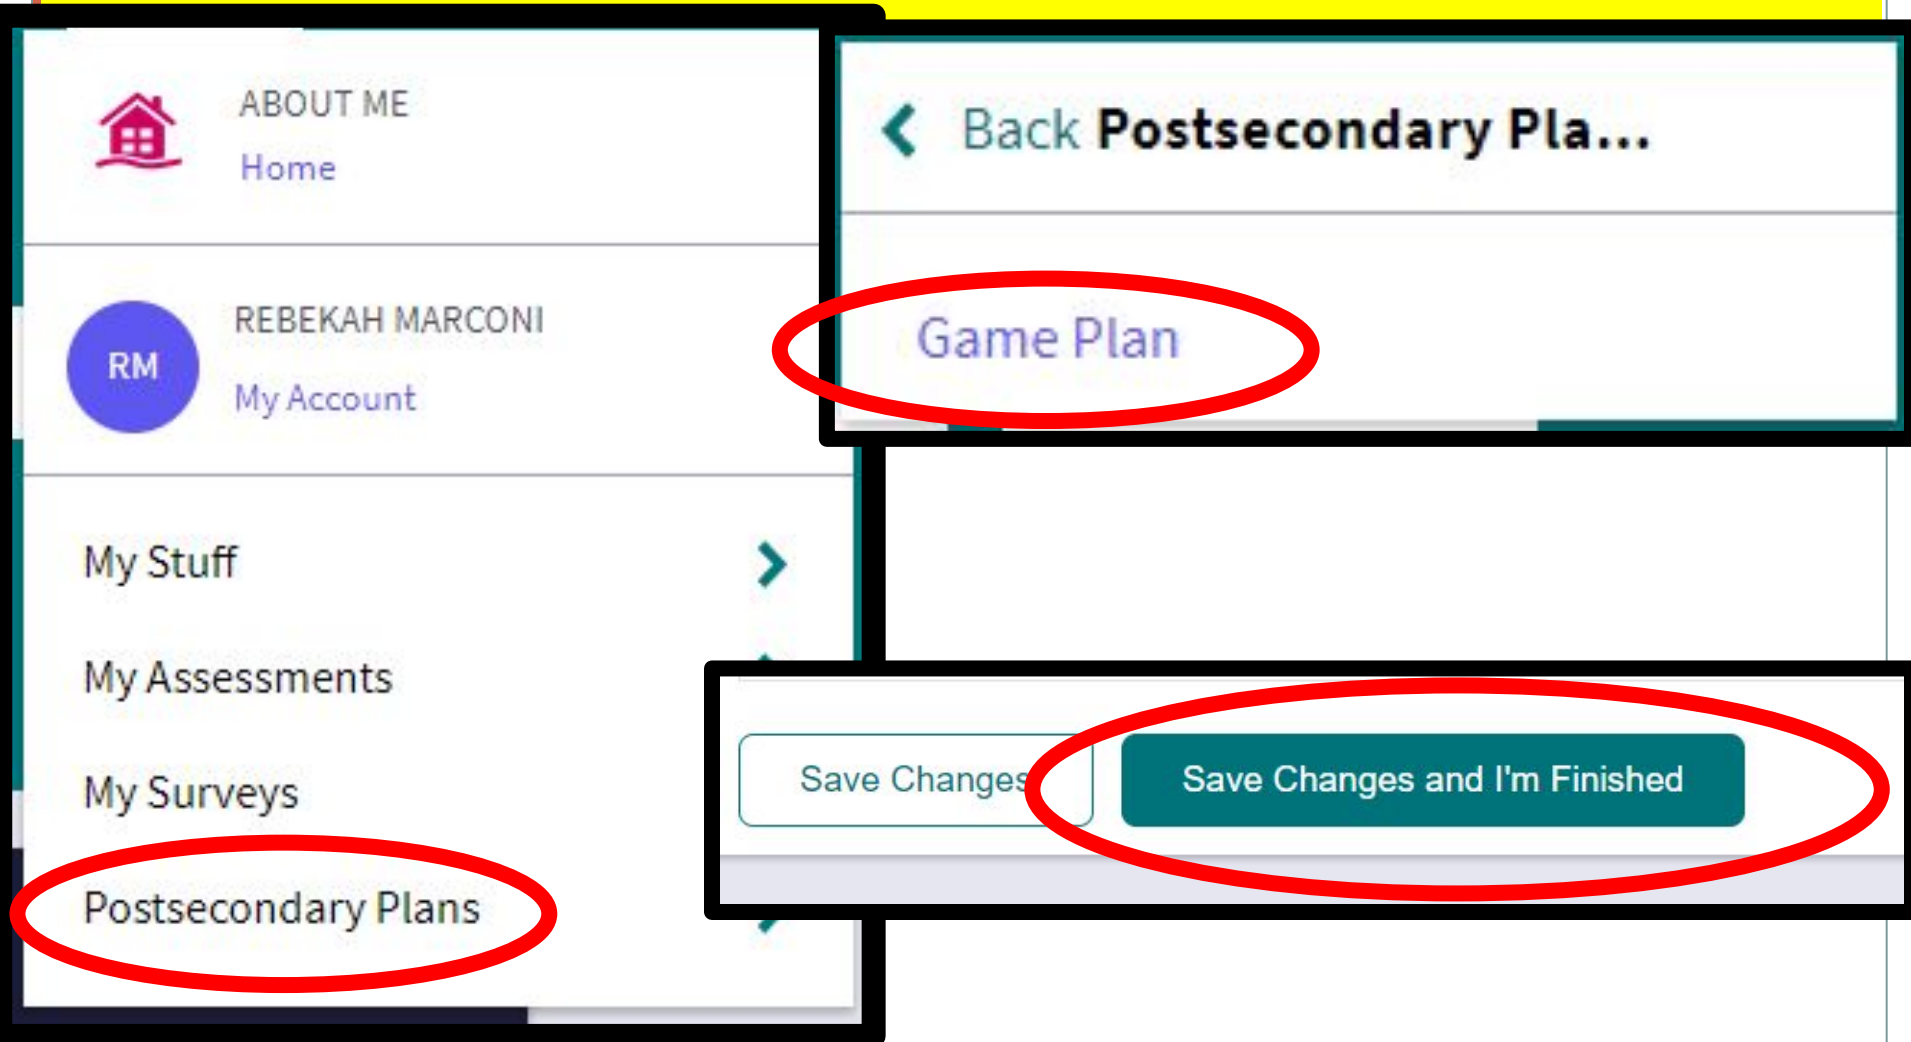 ABOUT ME
Home
REBEKAH MARCONI
RM
My Account
My Stuff
My Assessments
My Surveys
Postsecondary Plans
Back Postsecondary Pla...
Game Plan
Save Changes
Save Changes and I'm Finished